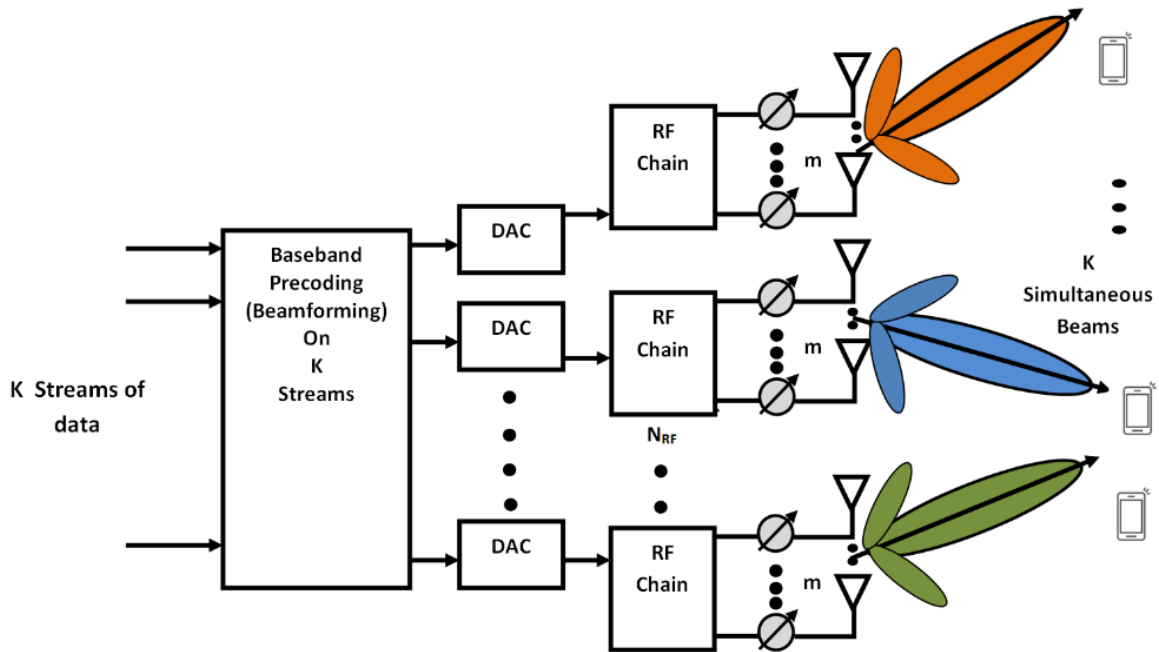 RF
Chain
m
DAC
Baseband
Precoding
(Beamforming)
On
K
Streams
K Streams of
data
DAC
RF
Chain
m
K
Simultaneous
Beams
NRF
DAC
RF
Chain
m